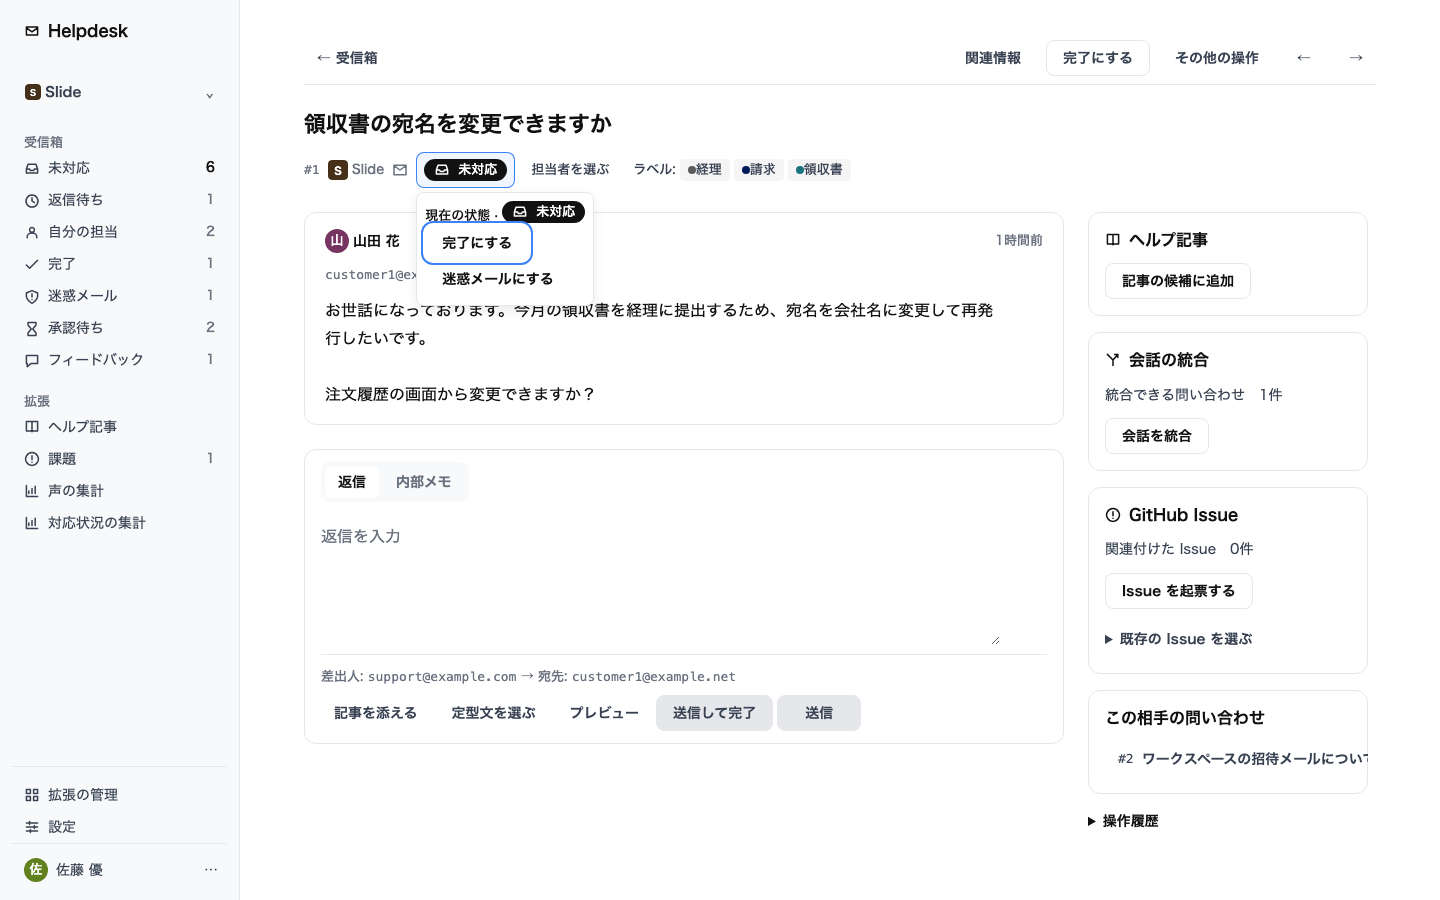 Helpdesk
S Slide
受信箱
未対応 6
返信待ち 1
自分の担当 2
完了 1
迷惑メール 1
承認待ち 2
フィードバック 1
拡張
ヘルプ記事
課題 1
声の集計
対応状況の集計
拡張の管理
設定
佐 佐藤 優 …
← 受信箱
関連情報 完了にする その他の操作 ← →
領収書の宛名を変更できますか
#1 S Slide 未対応 担当者を選ぶ ラベル: 経理 請求 領収書
現在の状態 · 未対応
完了にする
迷惑メールにする
山 山田 花 1時間前
customer1@ex
お世話になっております。今月の領収書を経理に提出するため、宛名を会社名に変更して再発
行したいです。
注文履歴の画面から変更できますか？
返信 内部メモ
返信を入力
差出人: support@example.com → 宛先: customer1@example.net
記事を添える 定型文を選ぶ プレビュー 送信して完了 送信
ヘルプ記事
記事の候補に追加
会話の統合
統合できる問い合わせ 1件
会話を統合
GitHub Issue
関連付けた Issue 0件
Issue を起票する
▶ 既存の Issue を選ぶ
この相手の問い合わせ
#2 ワークスペースの招待メールについて
▶ 操作履歴